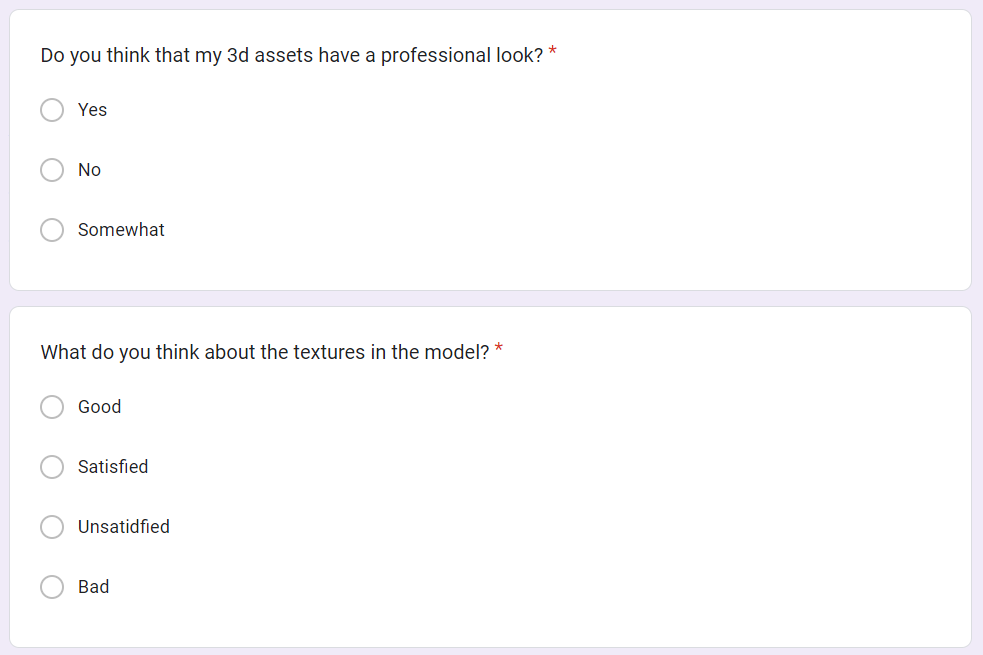 Do you think that my 3d assets have a professional look? *
Yes
No
Somewhat
What do you think about the textures in the model? *
Good
Satisfied
Unsatidfied
Bad